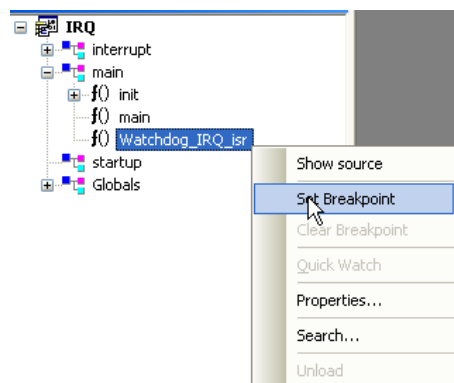 IRQ
interrupt
main
f() init
f() main
f() Watchdog_IRQ_isr
startup
Globals
Show source
Set Breakpoint
Clear Breakpoint
Quick Watch
Properties...
Search...
Unload